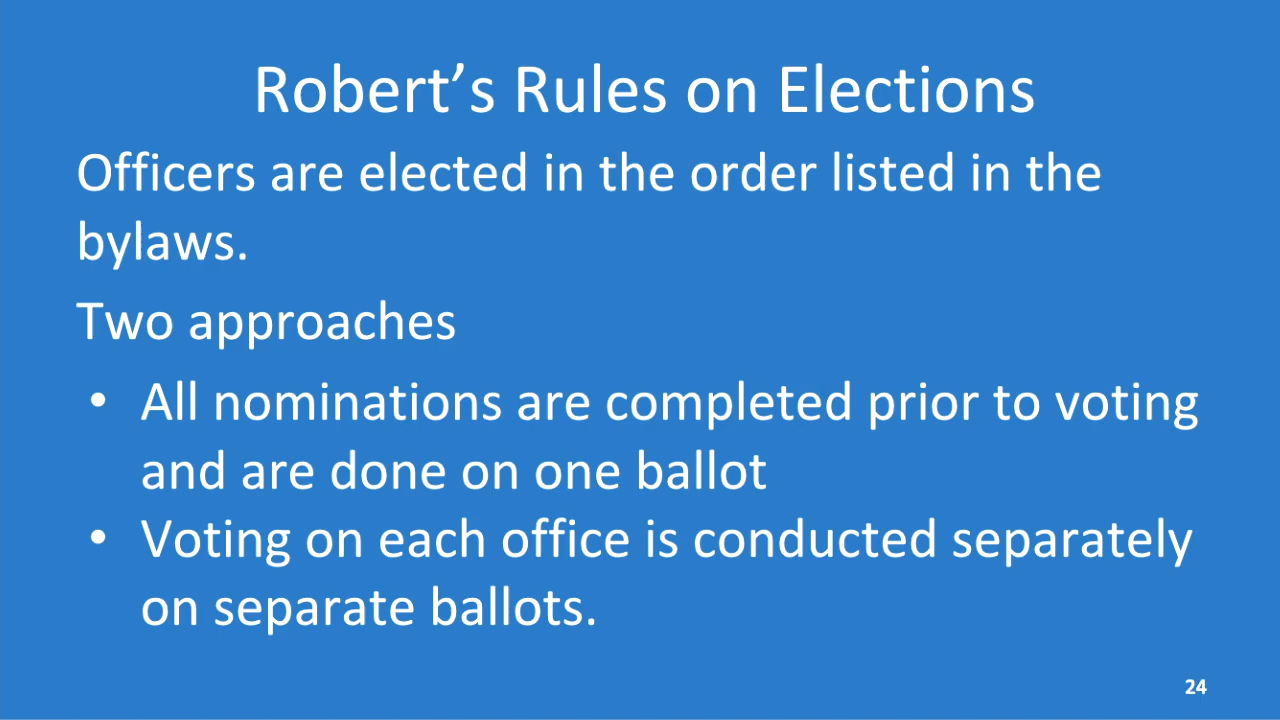 Robert’s Rules on Elections
Officers are elected in the order listed in the
bylaws.
Two approaches
• All nominations are completed prior to voting
and are done on one ballot
• Voting on each office is conducted separately
on separate ballots.
24